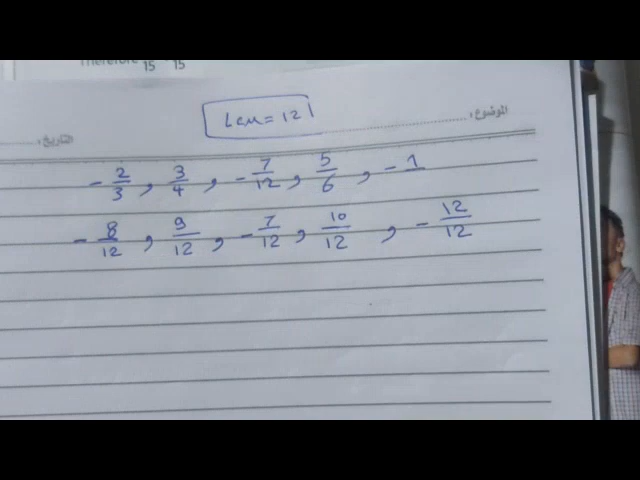 Therefore 15 15
Lcm = 12
الموضوع:
التاريخ:
- 2/3 , 3/4 , - 7/12 , 5/6 , - 1
- 8/12 , 9/12 , - 7/12 , 10/12 , - 12/12